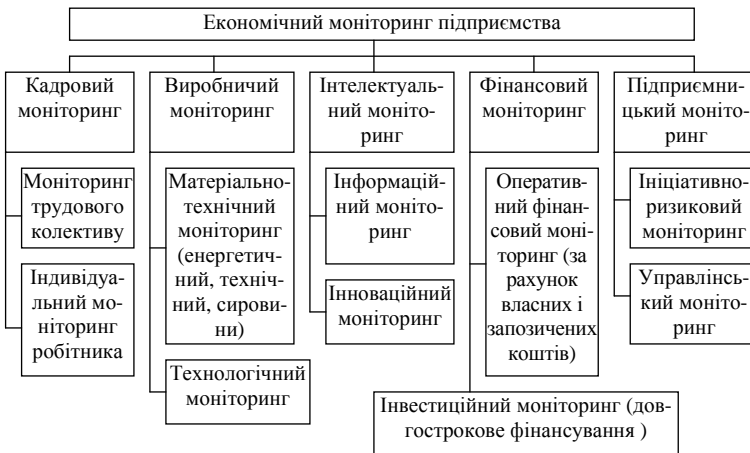 Економічний моніторинг підприємства
Кадровий
моніторинг
Виробничий
моніторинг
Інтелектуаль-
ний моніто-
ринг
Фінансовий
моніторинг
Підприємни-
цький моніто-
ринг
Моніторинг
трудового
колективу
Індивідуа-
льний мо-
ніторинг
робітника
Матеріально-
технічний
моніторинг
(енергетич-
ний, техніч-
ний, сирови-
ни)
Технологічний
моніторинг
Інформацій-
ний моніто-
ринг
Інноваційний
моніторинг
Оператив-
ний фінан-
совий моні-
торинг (за
рахунок
власних і
запозичених
коштів)
Інвестиційний моніторинг (дов-
гострокове фінансування )
Ініціативно-
ризиковий
моніторинг
Управлінсь-
кий моніто-
ринг